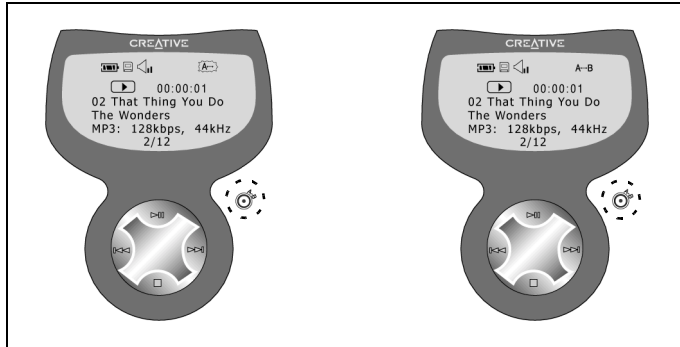 CREATIVE
A--
00:00:01
02 That Thing You Do
The Wonders
MP3: 128kbps, 44kHz
2/12
CREATIVE
A--B
00:00:01
02 That Thing You Do
The Wonders
MP3: 128kbps, 44kHz
2/12